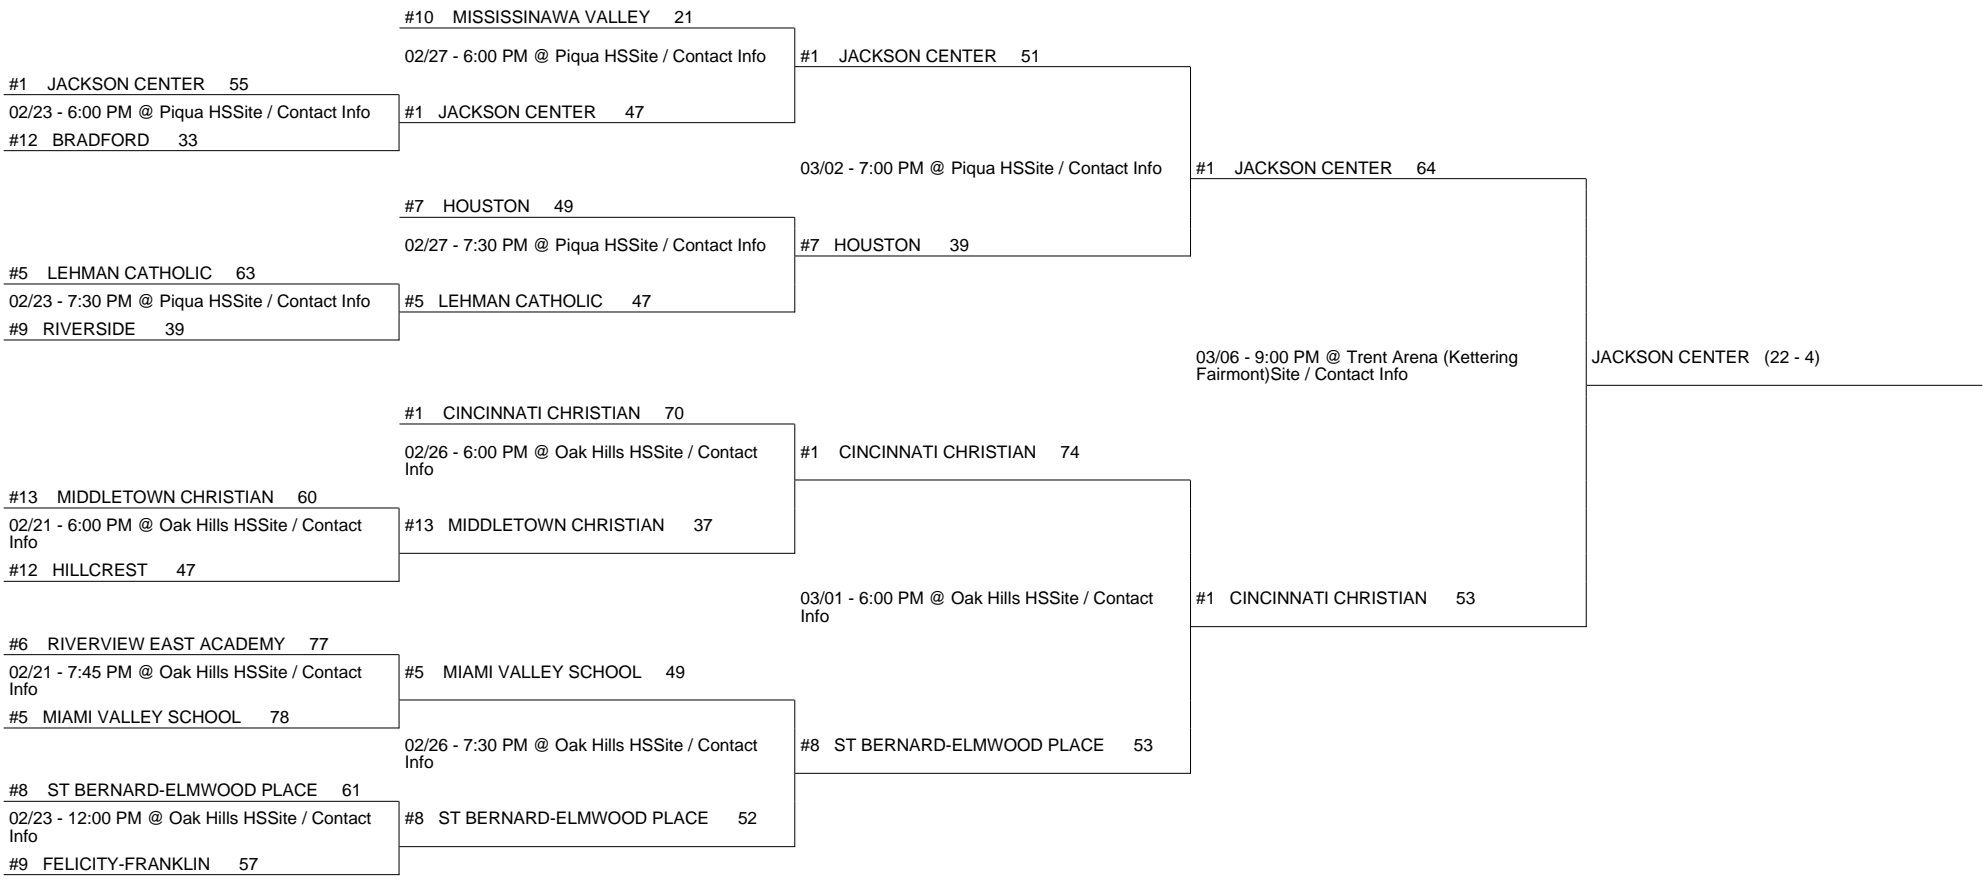 #10 MISSISSINAWA VALLEY 21
02/27 - 6:00 PM @ Piqua HSSite / Contact Info
#1 JACKSON CENTER 51
#1 JACKSON CENTER 55
02/23 - 6:00 PM @ Piqua HSSite / Contact Info
#1 JACKSON CENTER 47
#12 BRADFORD 33
03/02 - 7:00 PM @ Piqua HSSite / Contact Info
#1 JACKSON CENTER 64
#7 HOUSTON 49
02/27 - 7:30 PM @ Piqua HSSite / Contact Info
#7 HOUSTON 39
#5 LEHMAN CATHOLIC 63
02/23 - 7:30 PM @ Piqua HSSite / Contact Info
#5 LEHMAN CATHOLIC 47
#9 RIVERSIDE 39
03/06 - 9:00 PM @ Trent Arena (Kettering
Fairmont)Site / Contact Info
JACKSON CENTER (22 - 4)
#1 CINCINNATI CHRISTIAN 70
02/26 - 6:00 PM @ Oak Hills HSSite / Contact
Info
#1 CINCINNATI CHRISTIAN 74
#13 MIDDLETOWN CHRISTIAN 60
02/21 - 6:00 PM @ Oak Hills HSSite / Contact
Info
#13 MIDDLETOWN CHRISTIAN 37
#12 HILLCREST 47
03/01 - 6:00 PM @ Oak Hills HSSite / Contact
Info
#1 CINCINNATI CHRISTIAN 53
#6 RIVERVIEW EAST ACADEMY 77
02/21 - 7:45 PM @ Oak Hills HSSite / Contact
Info
#5 MIAMI VALLEY SCHOOL 49
#5 MIAMI VALLEY SCHOOL 78
02/26 - 7:30 PM @ Oak Hills HSSite / Contact
Info
#8 ST BERNARD-ELMWOOD PLACE 53
#8 ST BERNARD-ELMWOOD PLACE 61
02/23 - 12:00 PM @ Oak Hills HSSite / Contact
Info
#8 ST BERNARD-ELMWOOD PLACE 52
#9 FELICITY-FRANKLIN 57